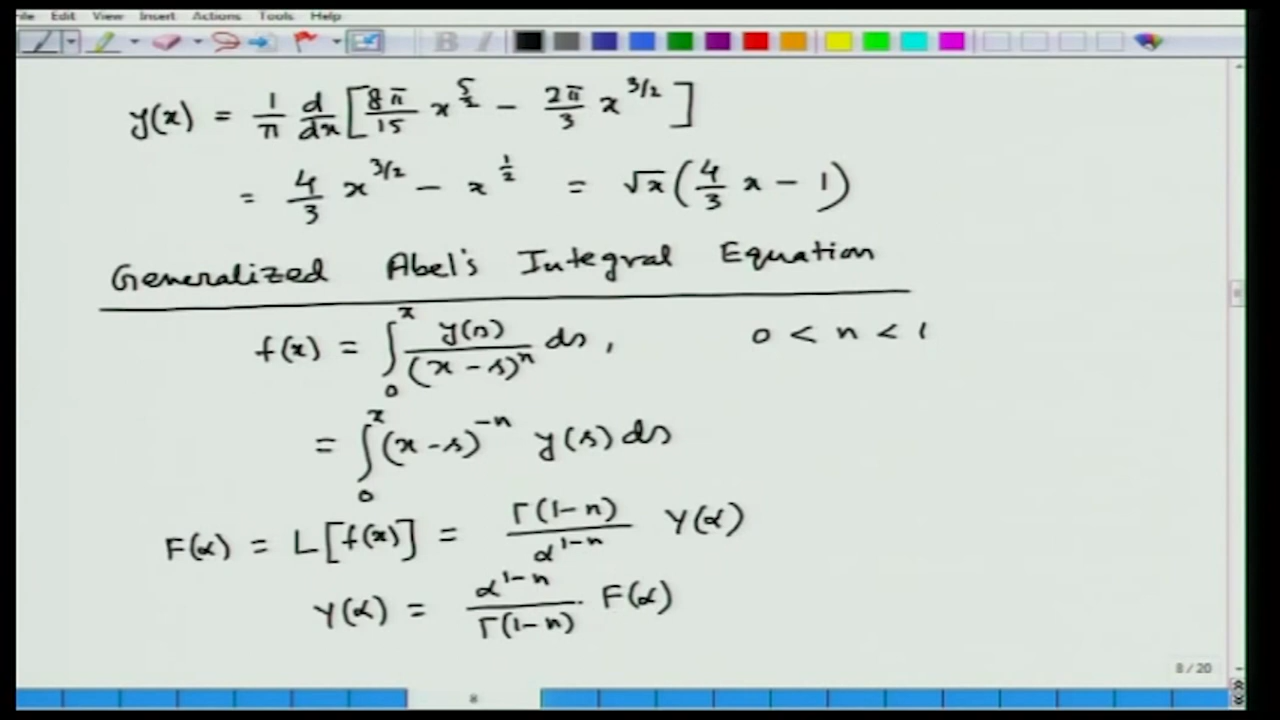 File Edit View Insert Actions Tools Help
y(x) = 1/π d/dx [8π/15 x^{5/2} − 2π/3 x^{3/2}]
= 4/3 x^{3/2} − x^{1/2} = √x (4/3 x − 1)
Generalized Abel's Integral Equation
f(x) = ∫_0^x y(s)/(x−s)^n ds, 0 < n < 1
= ∫_0^x (x−s)^{−n} y(s) ds
F(α) = L[f(x)] = Γ(1−n)/α^{1−n} Y(α)
Y(α) = α^{1−n}/Γ(1−n) · F(α)
8/20
8